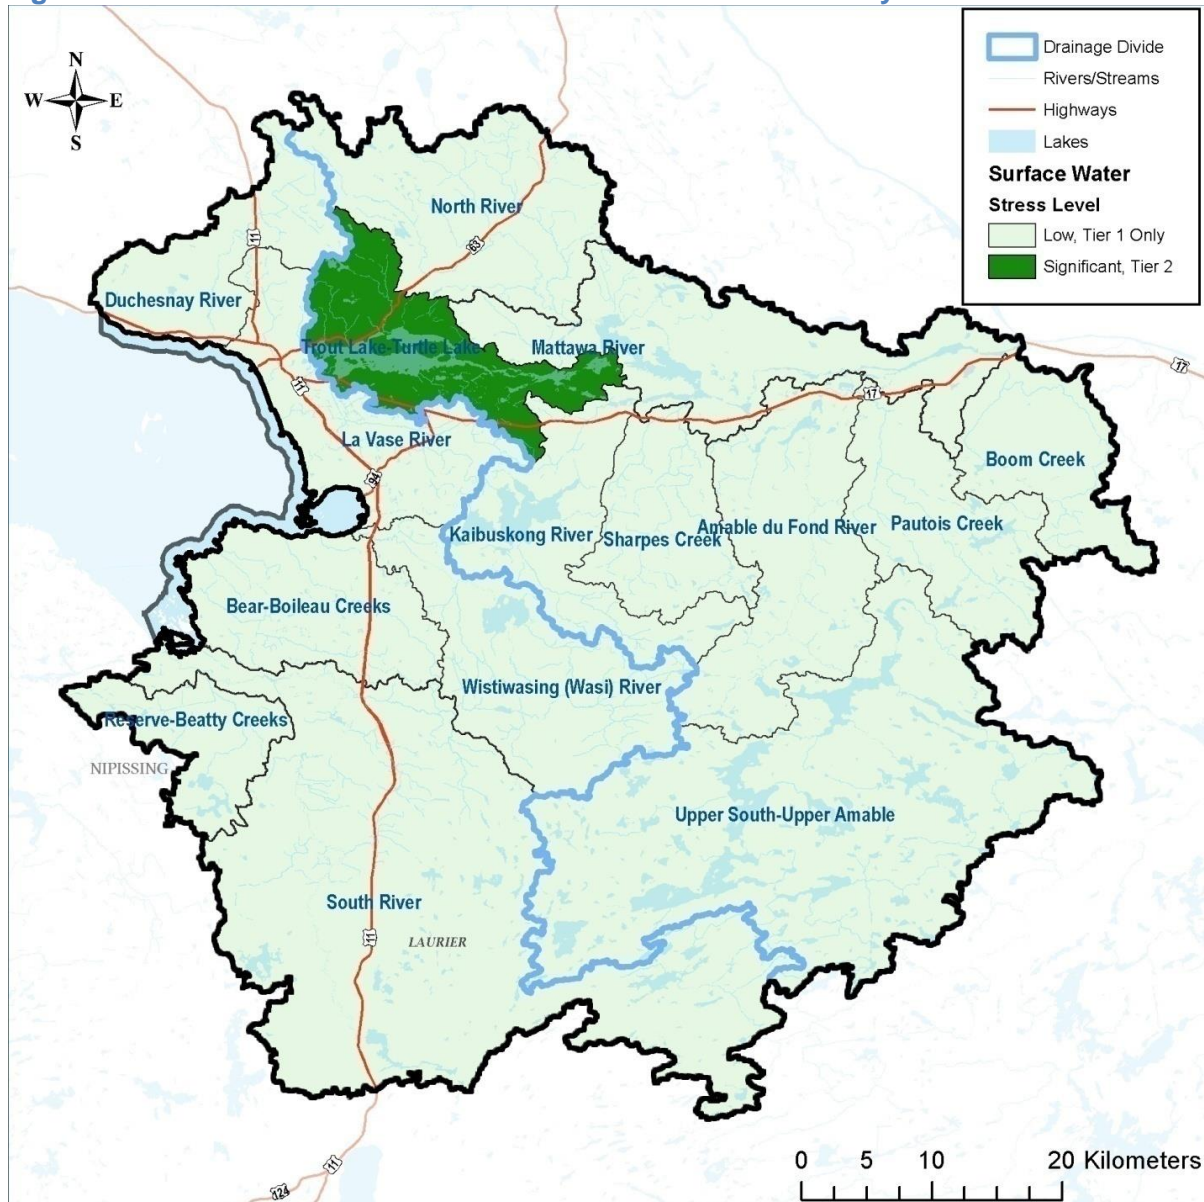 N
W E
S
Drainage Divide
Rivers/Streams
Highways
Lakes
Surface Water
Stress Level
Low, Tier 1 Only
Significant, Tier 2
North River
11
63
Duchesnay River
Trout Lake-Turtle Lake
Mattawa River
17
11
17
La Vase River
94
Boom Creek
Kaibuskong River
Sharpes Creek
Amable du Fond River
Pautois Creek
Bear-Boileau Creeks
Wistiwasing (Wasi) River
Reserve-Beatty Creeks
NIPISSING
Upper South-Upper Amable
South River
11
LAURIER
11
124
0 5 10 20 Kilometers